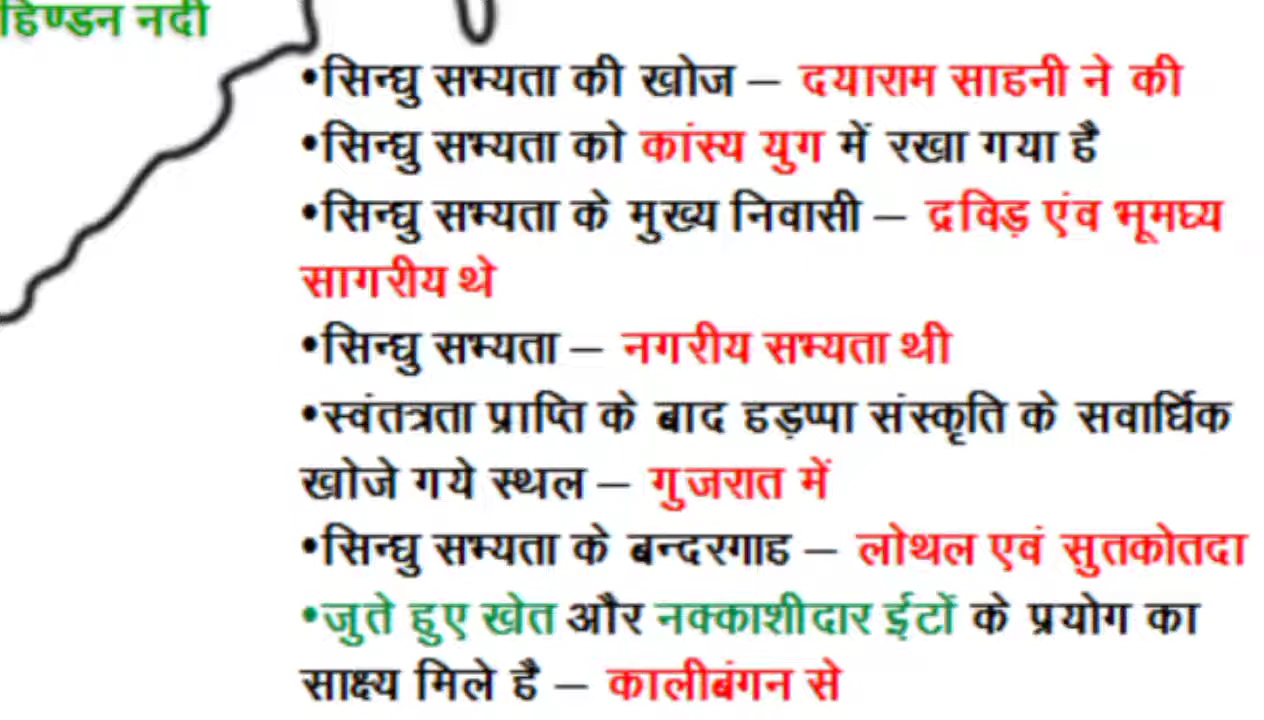 हिण्डन नदी
•सिन्धु सभ्यता की खोज – दयाराम साहनी ने की
•सिन्धु सभ्यता को कांस्य युग में रखा गया है
•सिन्धु सभ्यता के मुख्य निवासी – द्रविड़ एंव भूमध्य
सागरीय थे
•सिन्धु सभ्यता – नगरीय सभ्यता थी
•स्वंतत्रता प्राप्ति के बाद हड़प्पा संस्कृति के सवार्धिक
खोजे गये स्थल – गुजरात में
•सिन्धु सभ्यता के बन्दरगाह – लोथल एवं सुतकोतदा
•जुते हुए खेत और नक्काशीदार ईटों के प्रयोग का
साक्ष्य मिले है – कालीबंगन से